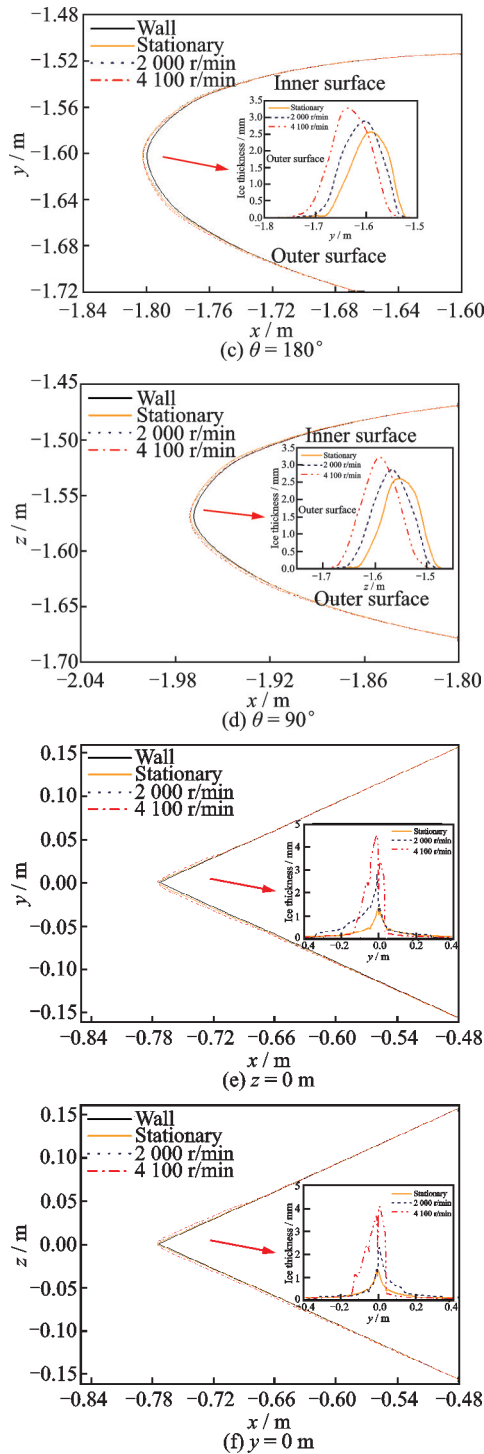 −1.48
Wall
Stationary
2 000 r/min
4 100 r/min
Inner surface
−1.52
−1.56
−1.60
−1.64
−1.68
−1.72
y / m
Stationary
2 000 r/min
4 100 r/min
Outer surface
Ice thickness / mm
3.5
3.0
2.5
2.0
1.5
1.0
0.5
0.0
−1.8 −1.7 −1.6 −1.5
y / m
Outer surface
−1.84 −1.80 −1.76 −1.72 −1.68 −1.64 −1.60
x / m
(c) θ = 180°
−1.45
Wall
Stationary
2 000 r/min
4 100 r/min
Inner surface
−1.50
−1.55
−1.60
−1.65
−1.70
z / m
Stationary
2 000 r/min
4 100 r/min
Outer surface
Ice thickness / mm
3.5
3.0
2.5
2.0
1.5
1.0
0.5
0.0
−1.7 −1.6 −1.5
z / m
Outer surface
−2.04 −1.98 −1.92 −1.86 −1.80
x / m
(d) θ = 90°
0.15
Wall
Stationary
2 000 r/min
4 100 r/min
0.10
0.05
0.00
−0.05
−0.10
−0.15
y / m
Stationary
2 000 r/min
4 100 r/min
Ice thickness / mm
5
4
3
2
1
0
−0.4 −0.2 0.0 0.2 0.4
y / m
−0.84 −0.78 −0.72 −0.66 −0.60 −0.54 −0.48
x / m
(e) z = 0 m
0.15
Wall
Stationary
2 000 r/min
4 100 r/min
0.10
0.05
0.00
−0.05
−0.10
−0.15
z / m
Stationary
2 000 r/min
4 100 r/min
Ice thickness / mm
5
4
3
2
1
0
−0.4 −0.2 0.0 0.2 0.4
y / m
−0.84 −0.78 −0.72 −0.66 −0.60 −0.54 −0.48
x / m
(f) y = 0 m